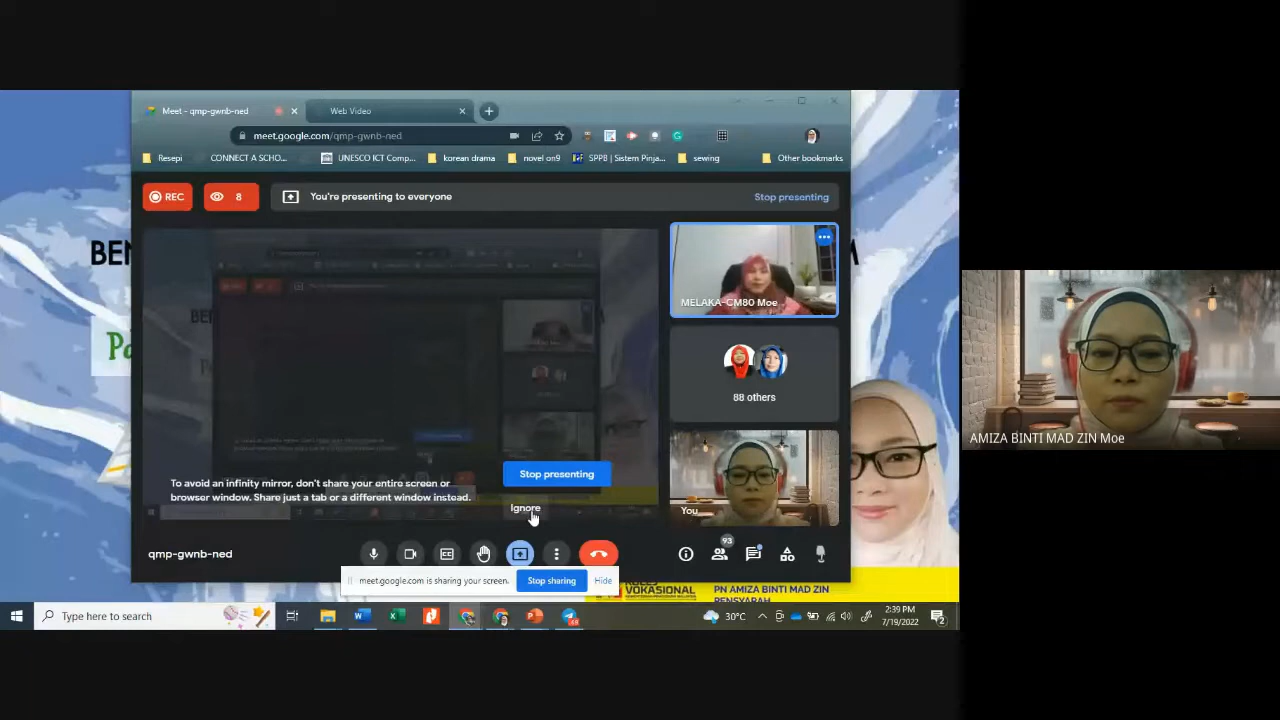 Meet - qmp-gwnb-ned
Web Video
meet.google.com/qmp-gwnb-ned
Resepi
CONNECT A SCHO...
UNESCO ICT Comp...
korean drama
novel on9
SPPB | Sistem Pinja...
sewing
Other bookmarks
REC
8
You're presenting to everyone
Stop presenting
BEN
M
Pa
MELAKA-CM80 Moe
88 others
To avoid an infinity mirror, don't share your entire screen or
browser window. Share just a tab or a different window instead.
Stop presenting
Ignore
You
AMIZA BINTI MAD ZIN Moe
qmp-gwnb-ned
93
meet.google.com is sharing your screen.
Stop sharing
Hide
VOKASIONAL
PN AMIZA BINTI MAD ZIN
PENSYARAH
Type here to search
30°C
2:39 PM
7/19/2022
2